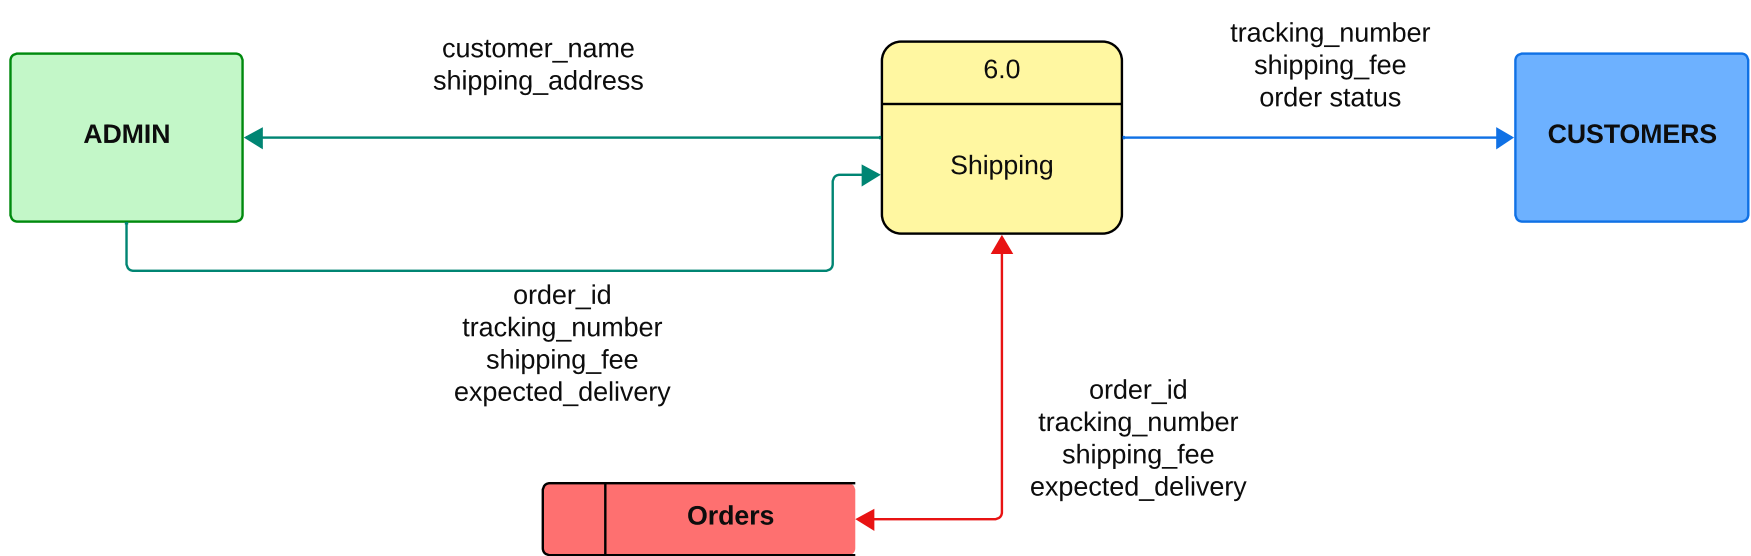 ADMIN
customer_name
shipping_address
6.0
Shipping
tracking_number
shipping_fee
order status
CUSTOMERS
order_id
tracking_number
shipping_fee
expected_delivery
order_id
tracking_number
shipping_fee
expected_delivery
Orders